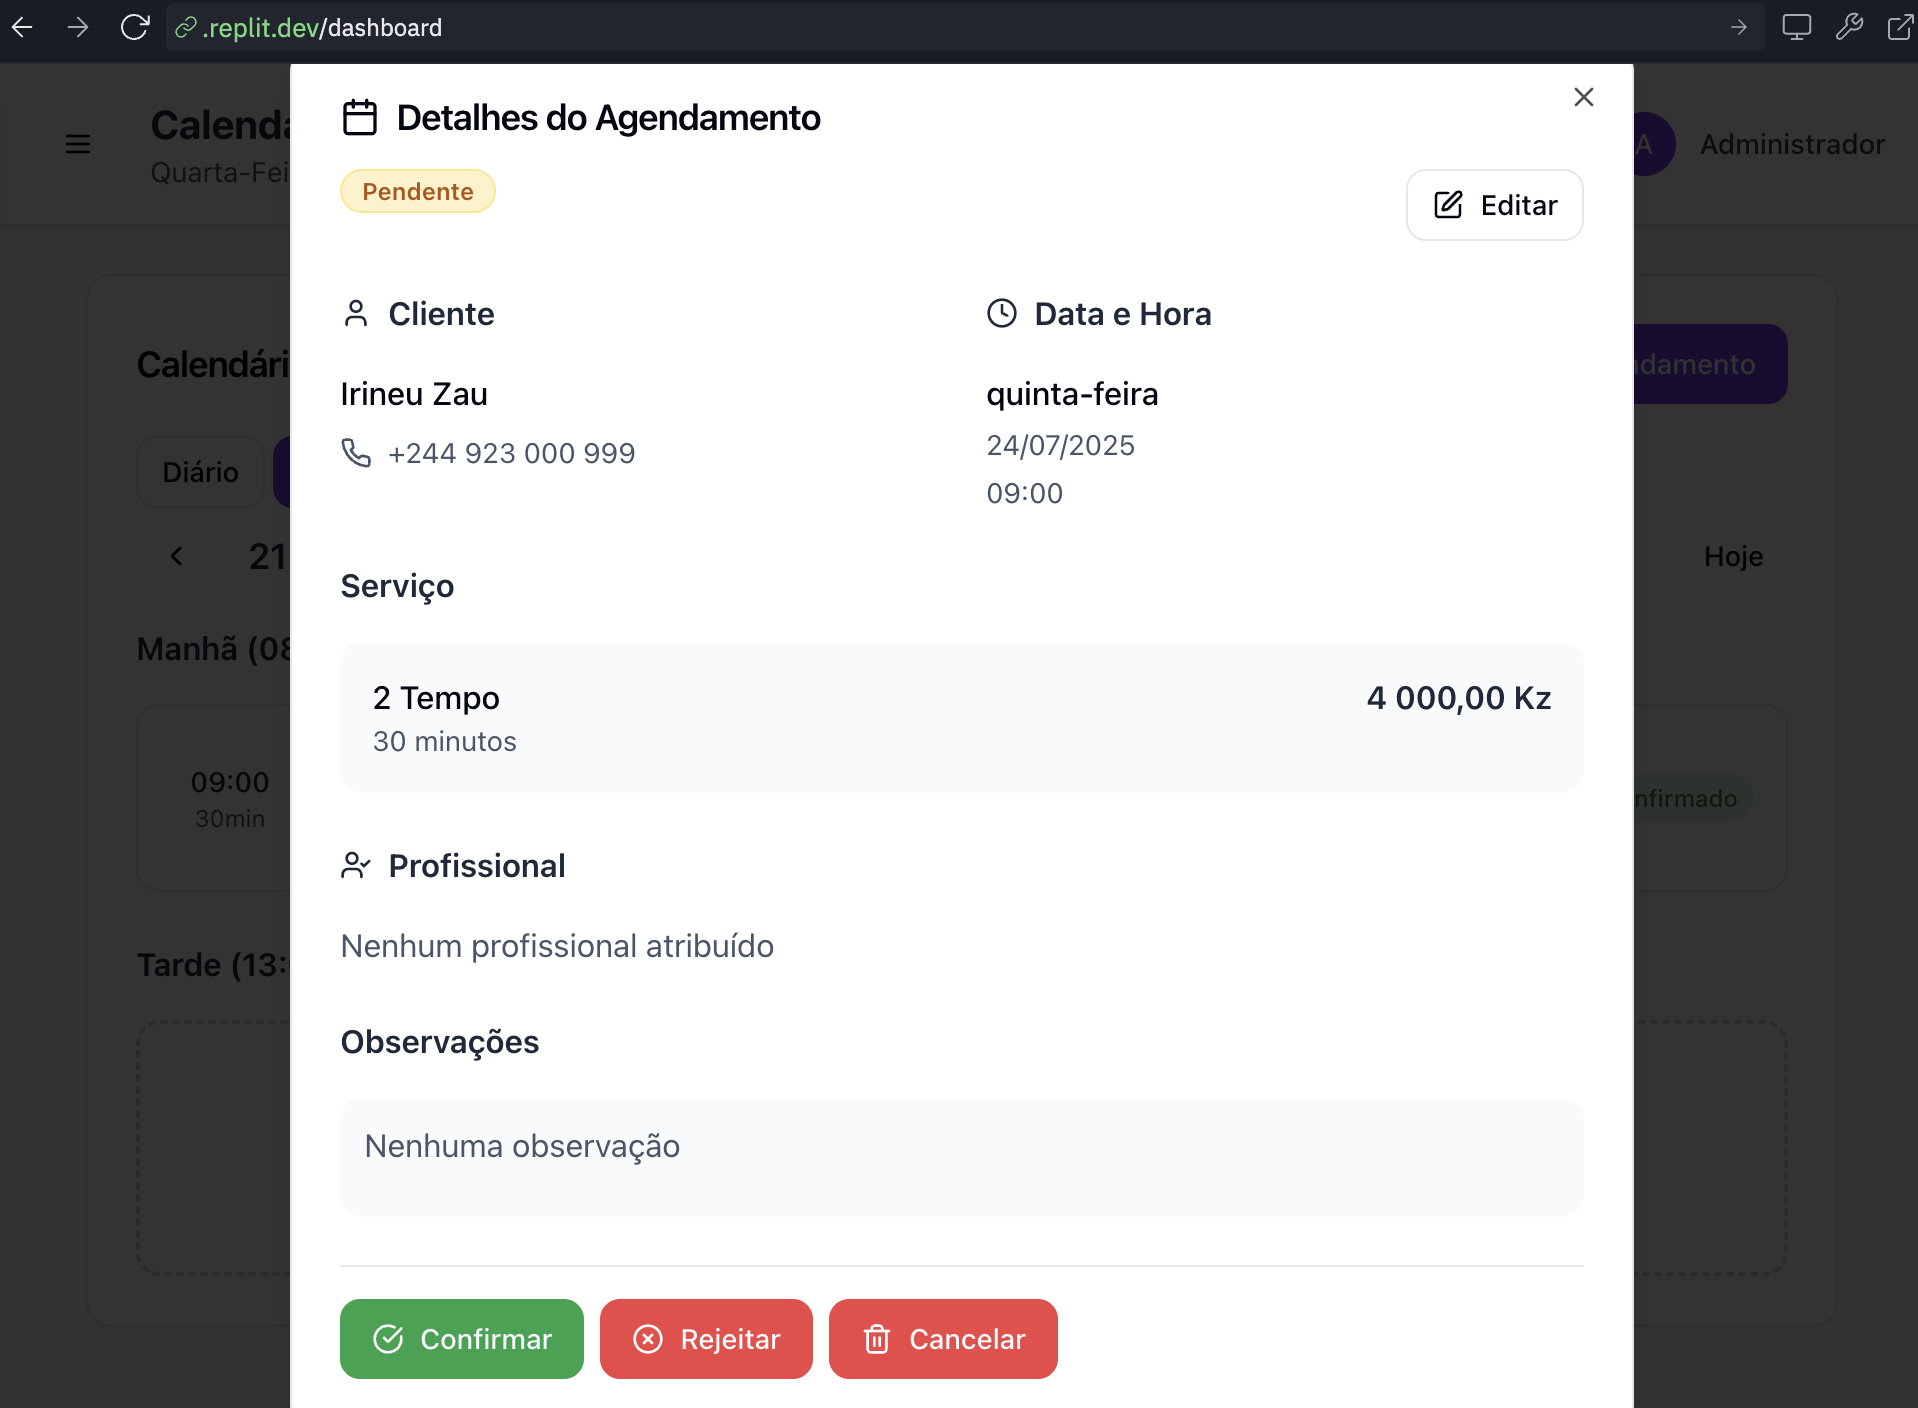 .replit.dev/dashboard
Calenda
Quarta-Fei
A
Administrador
Detalhes do Agendamento
Pendente
Editar
Cliente
Irineu Zau
+244 923 000 999
Data e Hora
quinta-feira
24/07/2025
09:00
Serviço
2 Tempo
4 000,00 Kz
30 minutos
Profissional
Nenhum profissional atribuído
Observações
Nenhuma observação
Confirmar
Rejeitar
Cancelar
Calendári
ndamento
Diário
21
Hoje
Manhã (08
09:00
30min
nfirmado
Tarde (13: